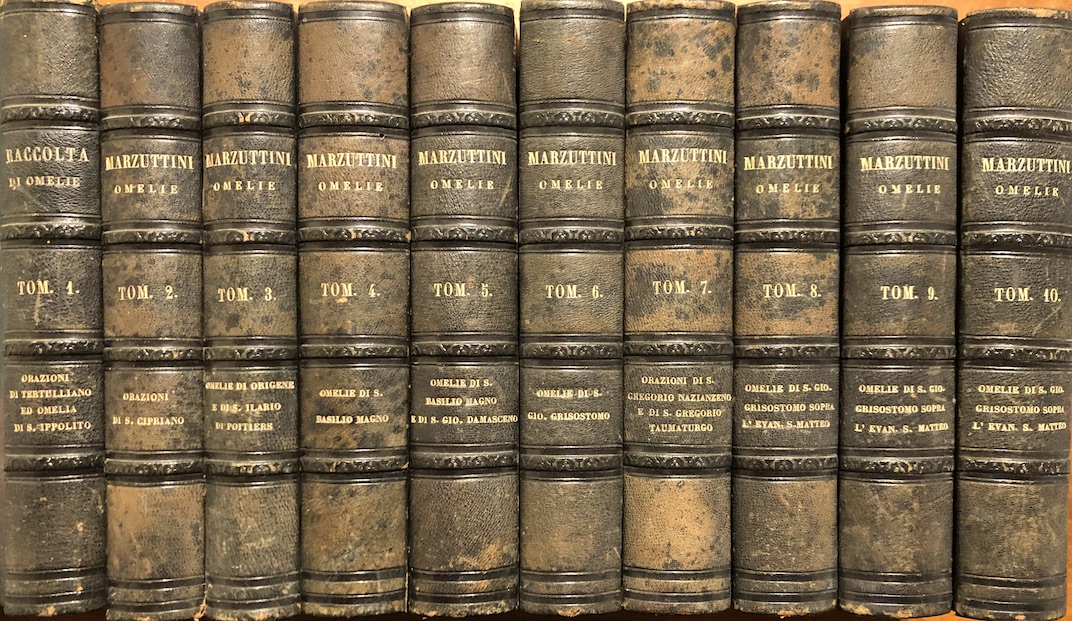 RACCOLTA
DI OMELIE
TOM. 1.
ORAZIONI
DI TERTULLIANO
ED OMELIA
DI S. IPPOLITO
MARZUTTINI
OMELIE
TOM. 2.
ORAZIONI
DI S. CIPRIANO
MARZUTTINI
OMELIE
TOM. 3.
OMELIE DI ORIGENE
E DI S. ILARIO
DI POITIERS
MARZUTTINI
OMELIE
TOM. 4.
OMELIE DI S.
BASILIO MAGNO
MARZUTTINI
OMELIE
TOM. 5.
OMELIE DI S.
BASILIO MAGNO
E DI S. GIO. DAMASCENO
MARZUTTINI
OMELIE
TOM. 6.
OMELIE DI S.
GIO. GRISOSTOMO
MARZUTTINI
OMELIE
TOM. 7.
ORAZIONI DI S.
GREGORIO NAZIANZENO
E DI S. GREGORIO
TAUMATURGO
MARZUTTINI
OMELIE
TOM. 8.
OMELIE DI S. GIO.
GRISOSTOMO SOPRA
L' EVAN. S. MATTEO
MARZUTTINI
OMELIE
TOM. 9.
OMELIE DI S. GIO.
GRISOSTOMO SOPRA
L' EVAN. S. MATTEO
MARZUTTINI
OMELIE
TOM. 10.
OMELIE DI S. GIO.
GRISOSTOMO SOPRA
L' EVAN. S. MATTEO